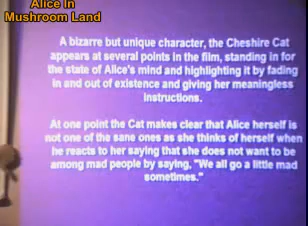 Alice In
Mushroom Land
A bizarre but unique character, the Cheshire Cat
appears at several points in the film, standing in for
the state of Alice's mind and highlighting it by fading
in and out of existence and giving her meaningless
instructions.
At one point the Cat makes clear that Alice herself is
not one of the sane ones as she thinks of herself when
he reacts to her saying that she does not want to be
among mad people by saying, "We all go a little mad
sometimes."